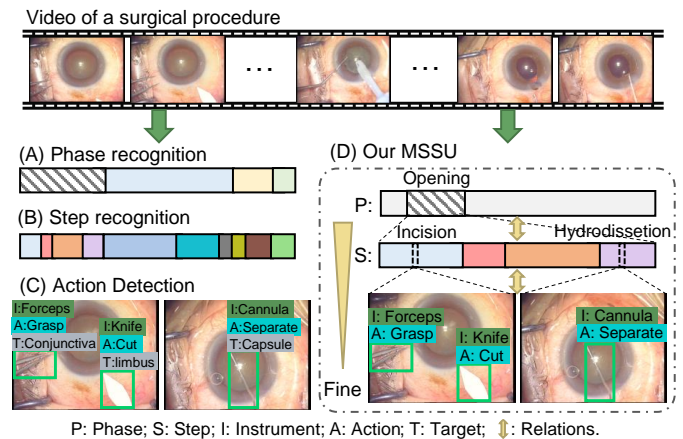 Video of a surgical procedure
...
...
(A) Phase recognition
(B) Step recognition
(C) Action Detection
I:Forceps
A:Grasp
T:Conjunctiva
I:Knife
A:Cut
T:limbus
I:Cannula
A:Separate
T:Capsule
(D) Our MSSU
Opening
P:
Incision
Hydrodissetion
S:
I: Forceps
A: Grasp
I: Knife
A: Cut
I: Cannula
A: Separate
Fine
P: Phase; S: Step; I: Instrument; A: Action; T: Target; : Relations.